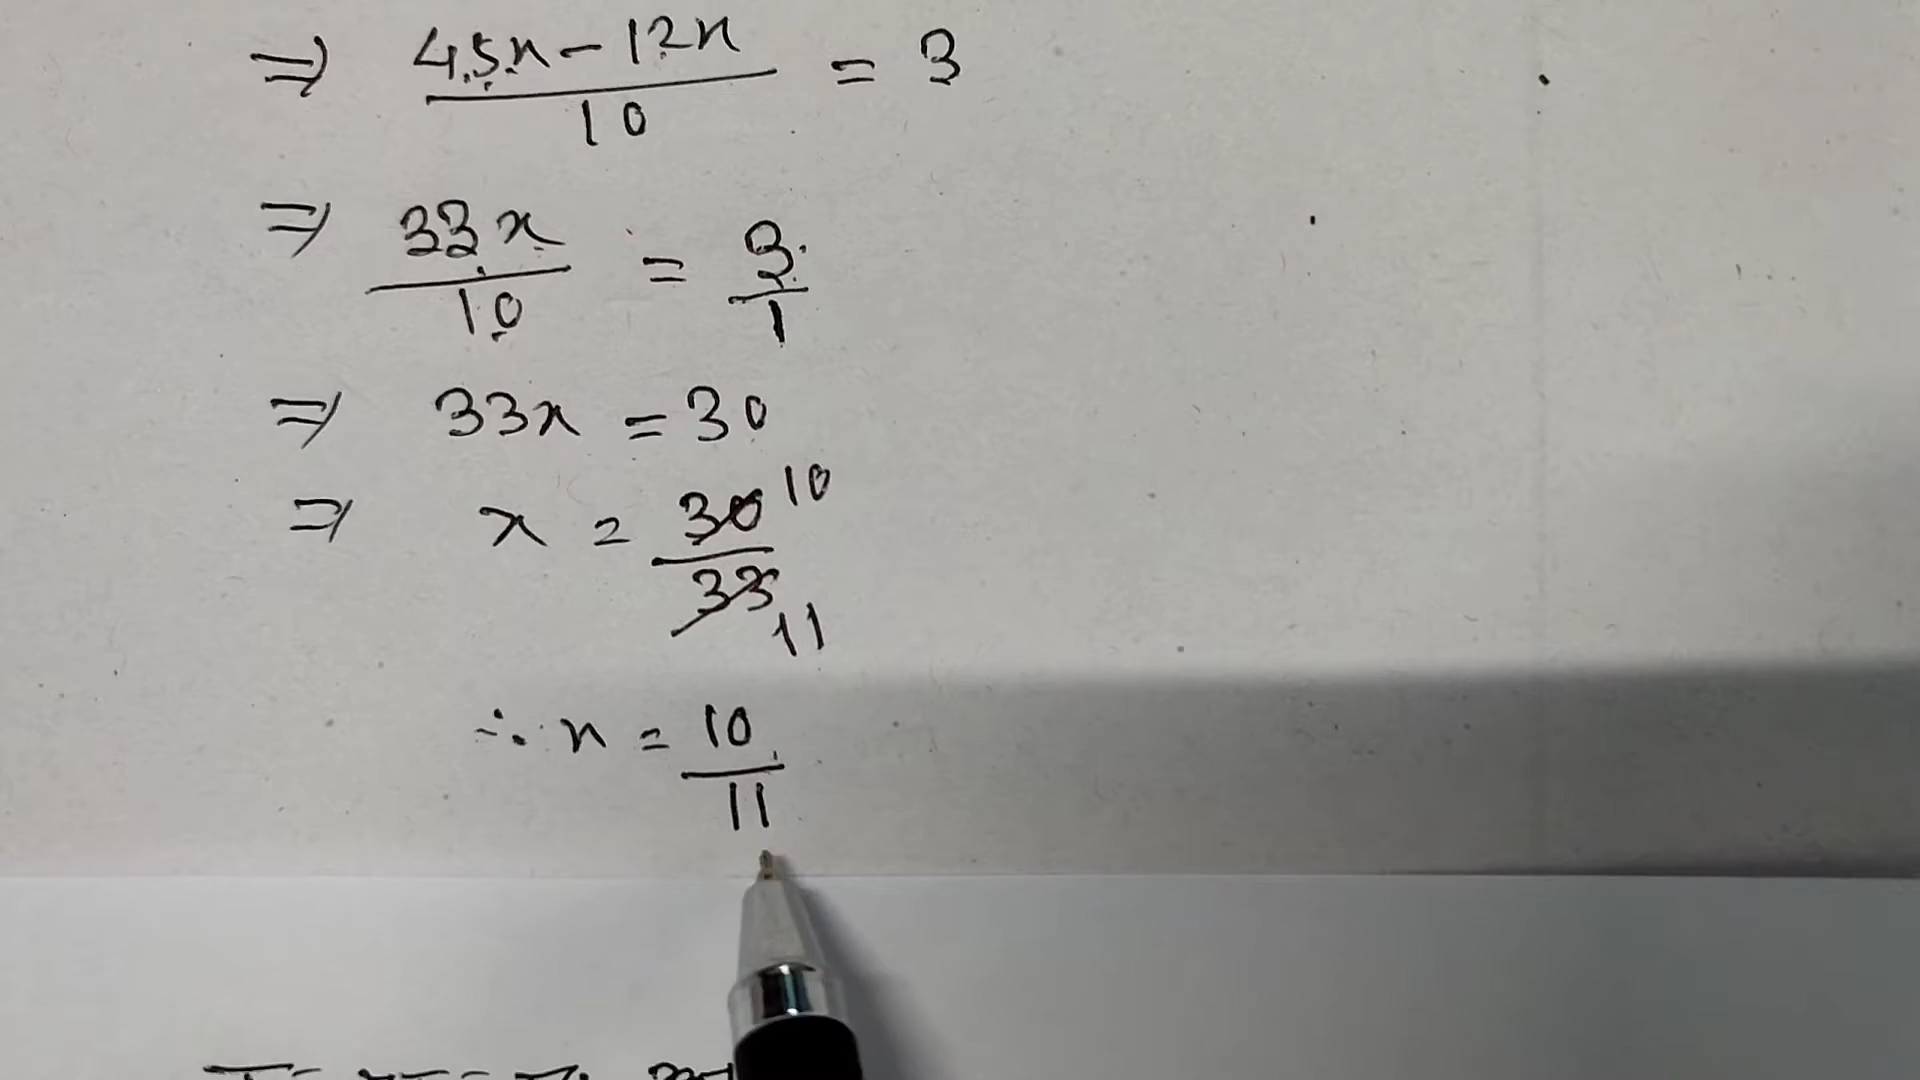 ⇒ (45x - 12x)/10 = 3
⇒ 33x/10 = 3/1
⇒ 33x = 30
⇒ x = 30/33 10 11
∴ x = 10/11